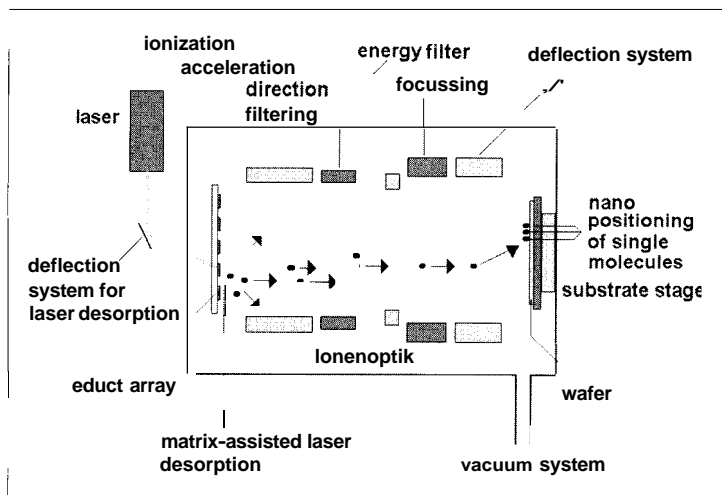 ionization
acceleration
direction
filtering
energy filter
focussing
deflection system
laser
nano
positioning
of single
molecules
substrate stage
deflection
system for
laser desorption
Ionenoptik
educt array
wafer
matrix-assisted laser
desorption
vacuum system